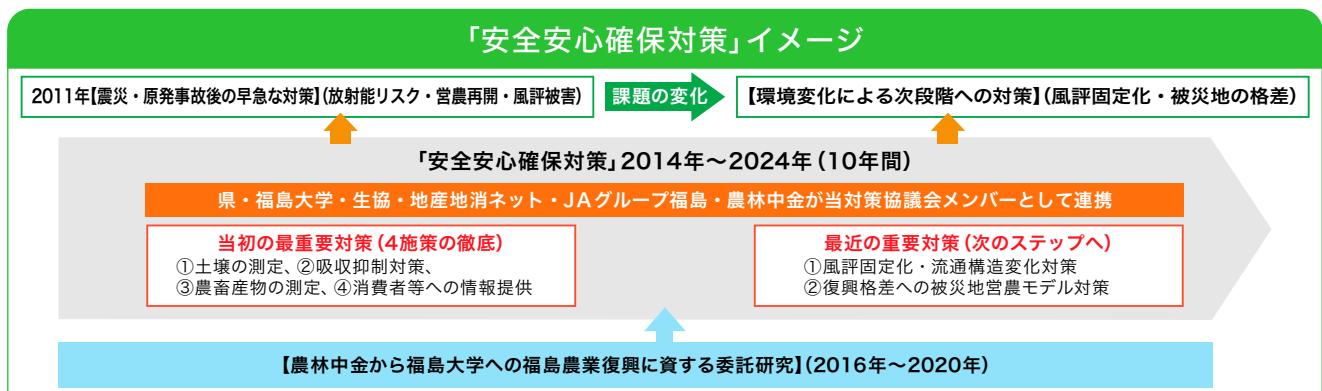 「安全安心確保対策」イメージ
2011年【震災・原発事故後の早急な対策】(放射能リスク・営農再開・風評被害)
課題の変化
【環境変化による次段階への対策】(風評固定化・被災地の格差)
「安全安心確保対策」2014年～2024年(10年間)
県・福島大学・生協・地産地消ネット・JAグループ福島・農林中金が当対策協議会メンバーとして連携
当初の最重要対策(4施策の徹底)
①土壌の測定、②吸収抑制対策、
③農畜産物の測定、④消費者等への情報提供
最近の重要対策(次のステップへ)
①風評固定化・流通構造変化対策
②復興格差への被災地営農モデル対策
【農林中金から福島大学への福島農業復興に資する委託研究】(2016年～2020年)